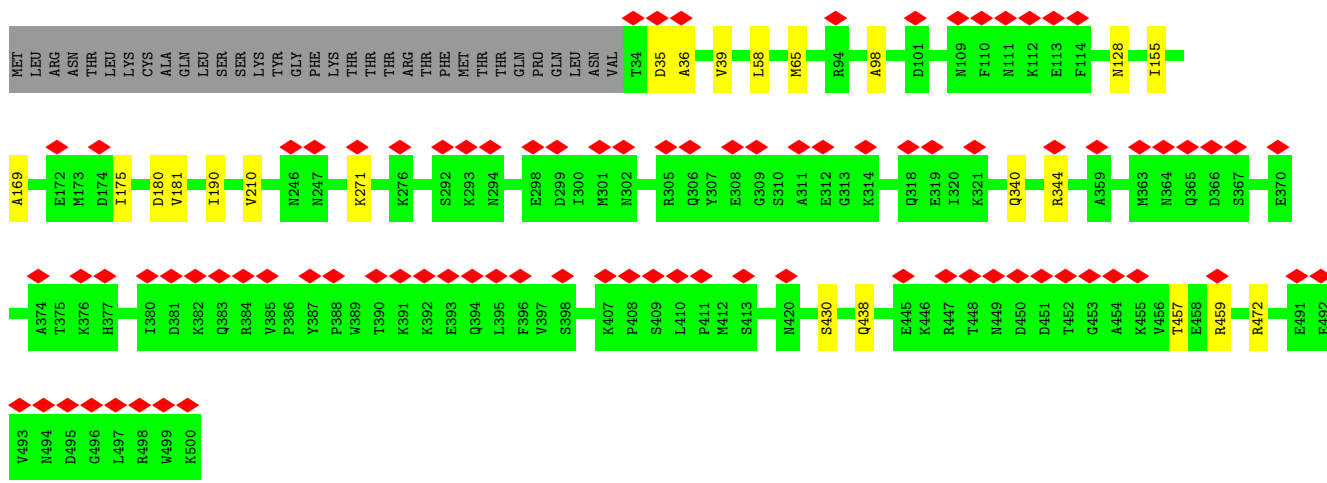 MET LEU ARG ASN THR LEU LYS CYS ALA GLN LEU SER SER LYS TYR GLY PHE LYS THR THR THR ARG THR PHE MET THR THR GLN PRO GLN LEU ASN VAL T34 D35 A36 V39 L58 M65 R94 A98 D101 N109 F110 N111 K112 E113 F114 N128 I155
A169 E172 M173 D174 I175 D180 V181 I190 V210 N246 N247 K271 K276 S292 K293 N294 E298 D299 I300 M301 N302 R305 Q306 Y307 E308 G309 S310 A311 E312 G313 K314 Q318 E319 I320 K321 Q340 R344 A359 M363 N364 Q365 D366 S367 E370
A374 T375 K376 H377 I380 D381 K382 Q383 R384 V385 P386 Y387 P388 W389 T390 K391 K392 E393 Q394 L395 F396 V397 S398 K407 P408 S409 L410 P411 M412 S413 N420 S430 Q438 E445 K446 R447 T448 N449 D450 D451 T452 G453 A454 K455 V456 T457 E458 R459 R472 E491 E492
V493 N494 D495 G496 L497 R498 W499 K500